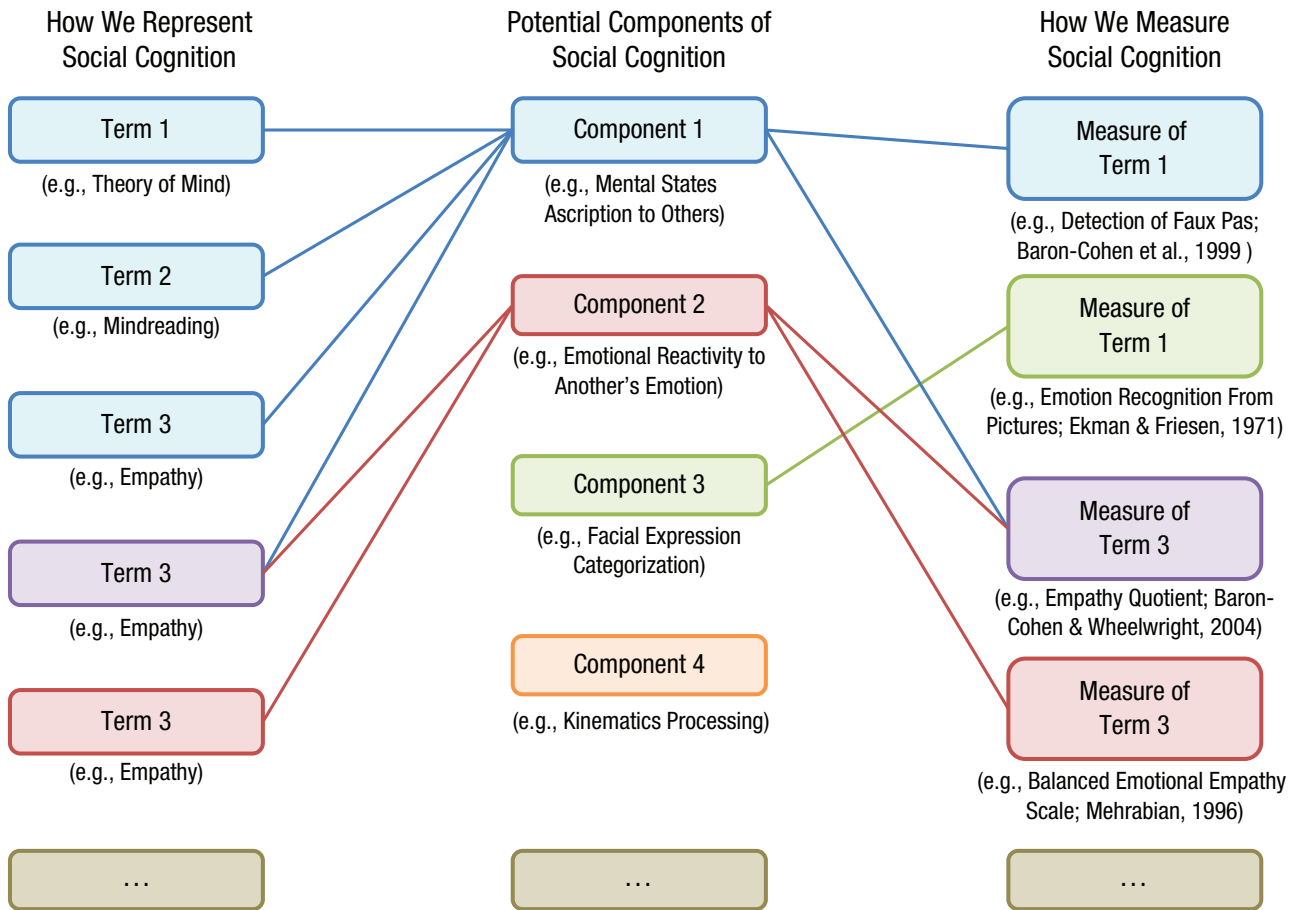 How We Represent
Social Cognition
Term 1
(e.g., Theory of Mind)
Term 2
(e.g., Mindreading)
Term 3
(e.g., Empathy)
Term 3
(e.g., Empathy)
Term 3
(e.g., Empathy)
...
Potential Components of
Social Cognition
Component 1
(e.g., Mental States
Ascription to Others)
Component 2
(e.g., Emotional Reactivity to
Another’s Emotion)
Component 3
(e.g., Facial Expression
Categorization)
Component 4
(e.g., Kinematics Processing)
...
How We Measure
Social Cognition
Measure of
Term 1
(e.g., Detection of Faux Pas;
Baron-Cohen et al., 1999 )
Measure of
Term 1
(e.g., Emotion Recognition From
Pictures; Ekman & Friesen, 1971)
Measure of
Term 3
(e.g., Empathy Quotient; Baron-
Cohen & Wheelwright, 2004)
Measure of
Term 3
(e.g., Balanced Emotional Empathy
Scale; Mehrabian, 1996)
...